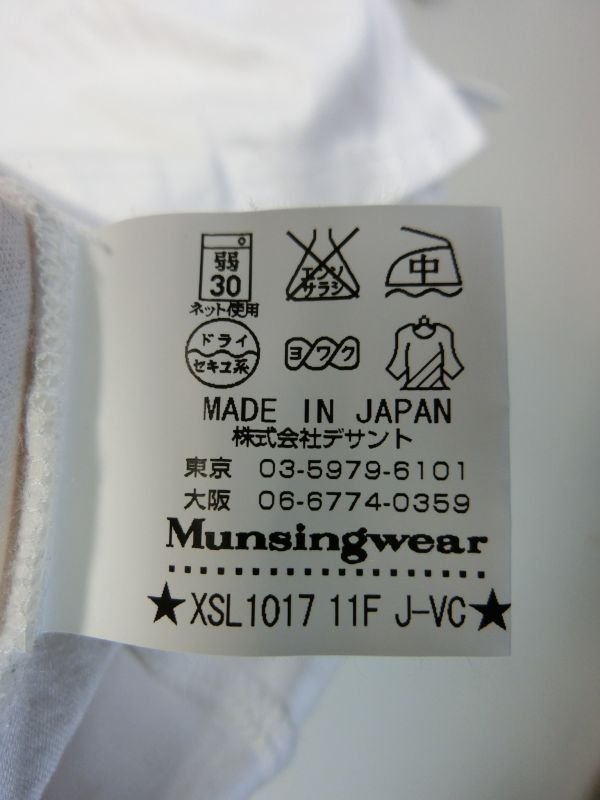 弱
30
ネット使用
エンソ
サラシ
中
ドライ
セキユ系
ヨワク
MADE IN JAPAN
株式会社デサント
東京 03-5979-6101
大阪 06-6774-0359
Munsingwear
★XSL1017 11F J-VC★